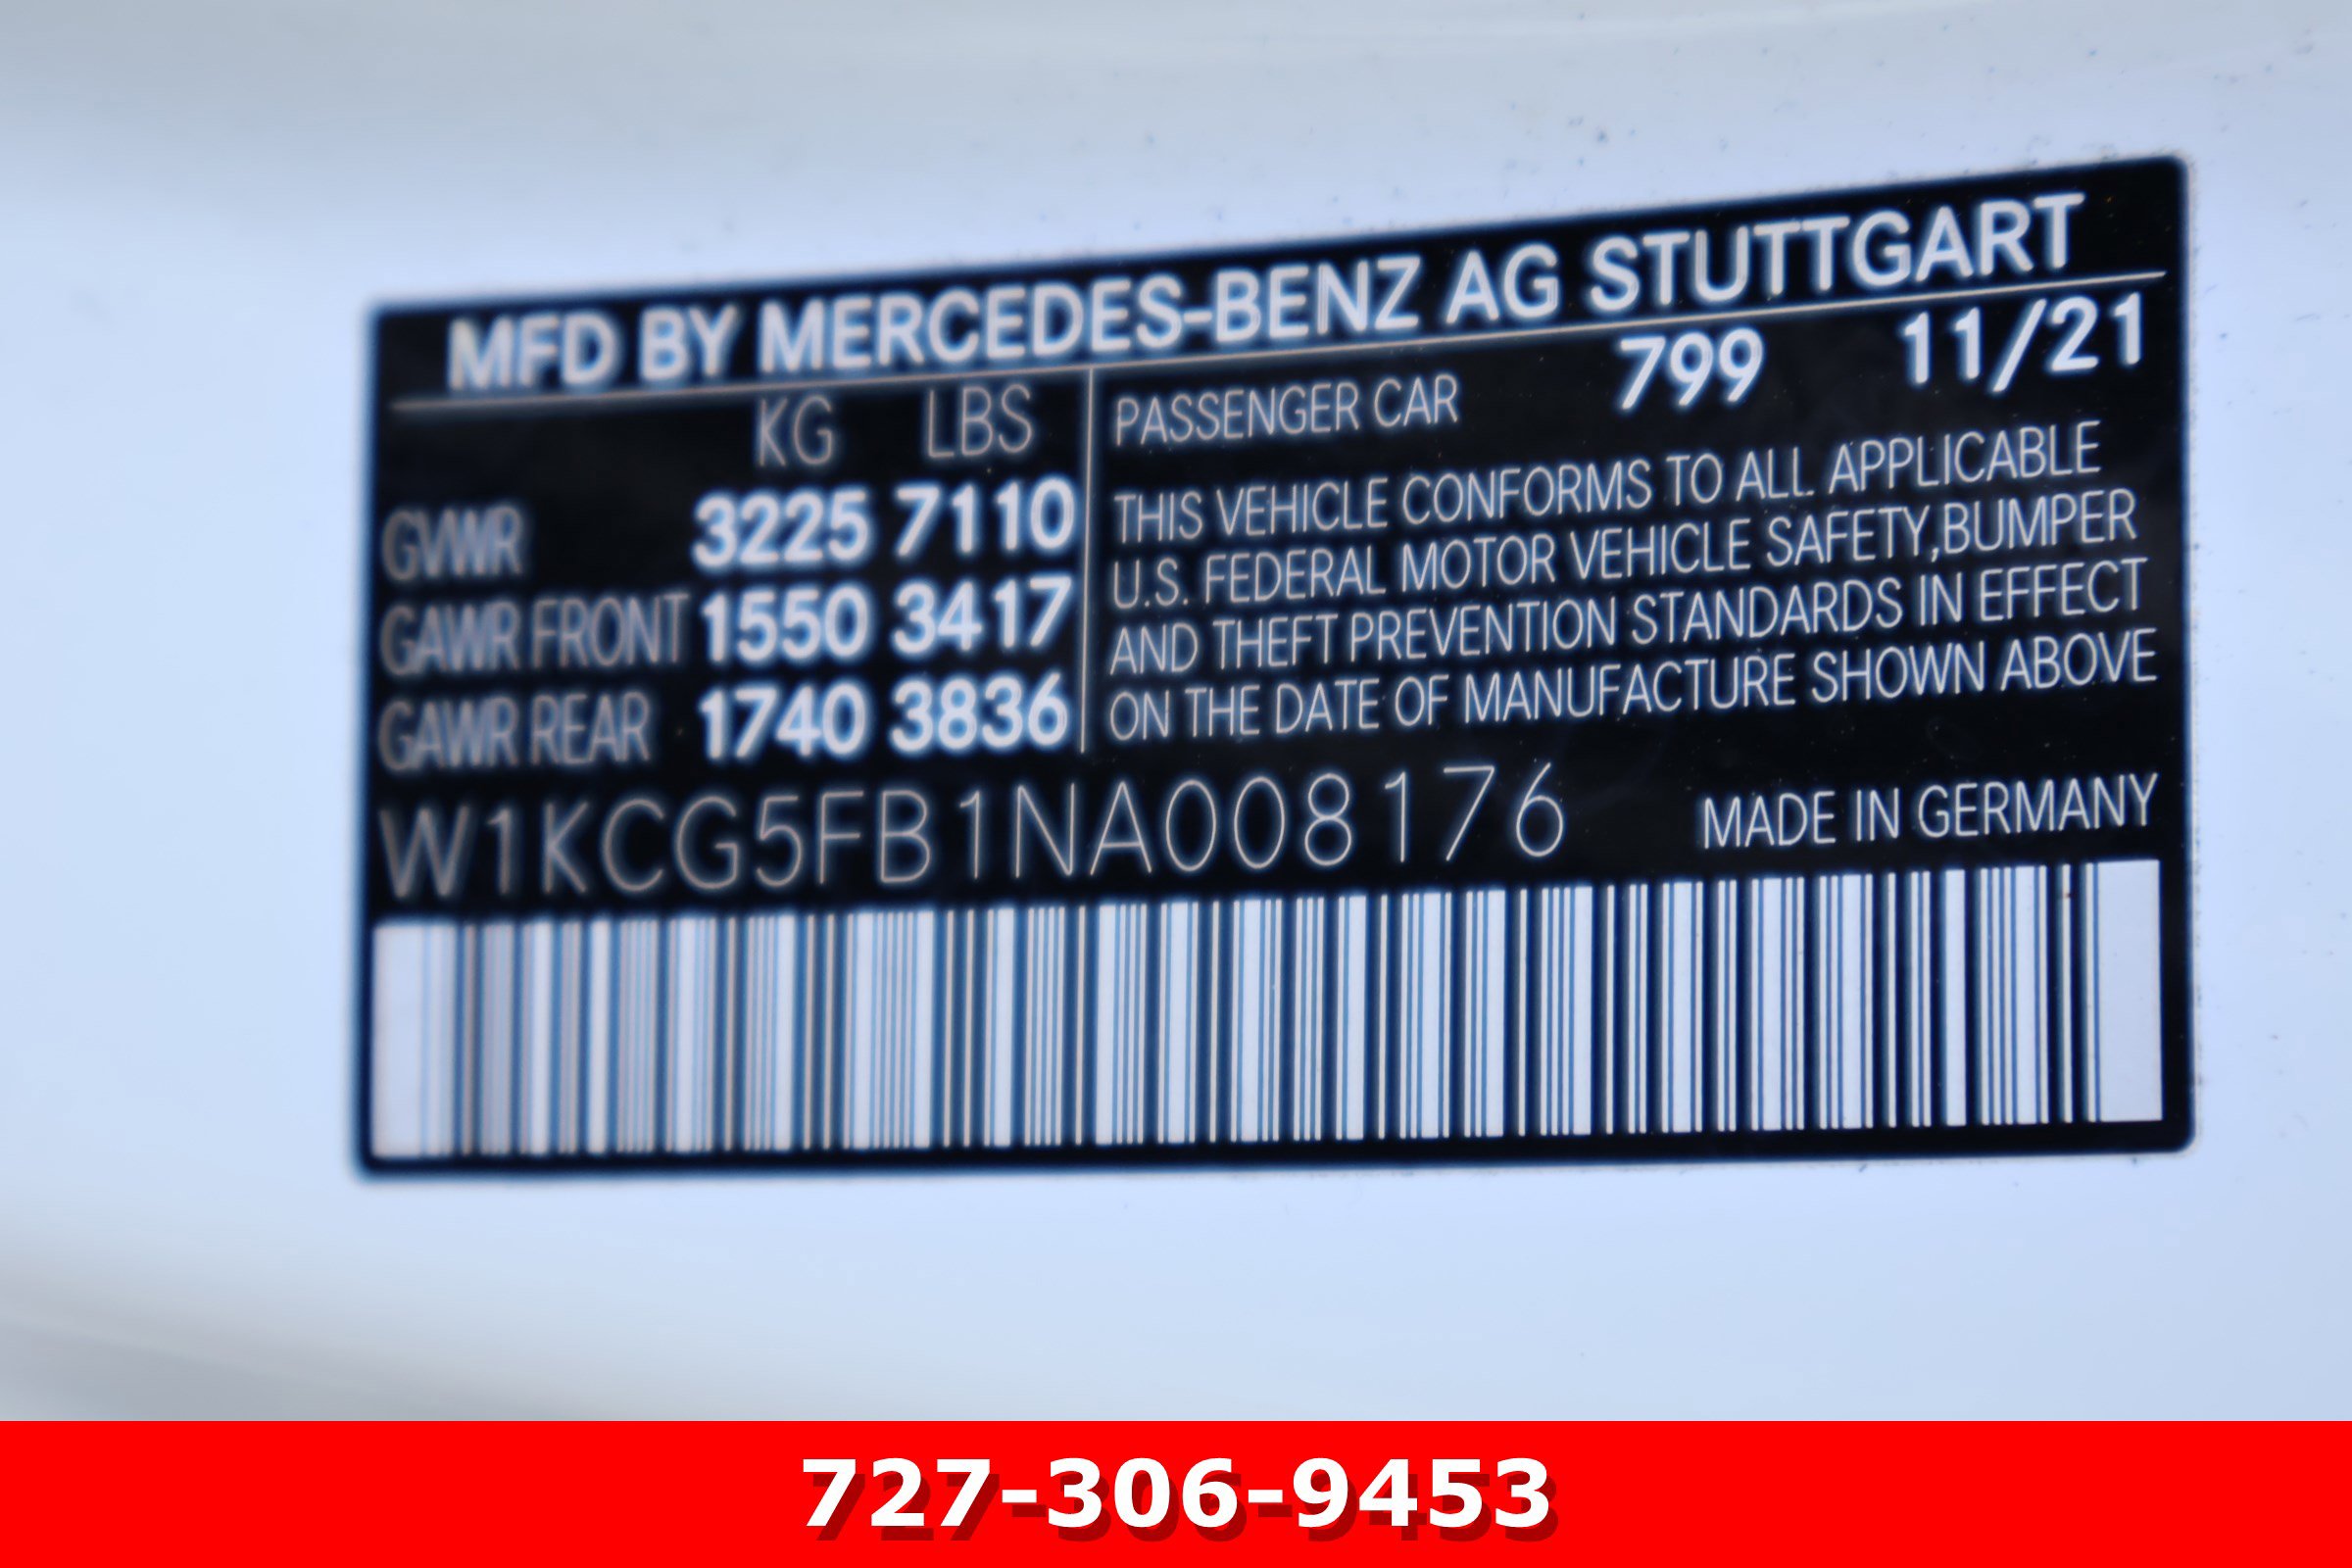 MFD BY MERCEDES-BENZ AG STUTTGART
KG LBS
GVWR 3225 7110
GAWR FRONT 1550 3417
GAWR REAR 1740 3836
PASSENGER CAR 799 11/21
THIS VEHICLE CONFORMS TO ALL APPLICABLE
U.S. FEDERAL MOTOR VEHICLE SAFETY,BUMPER
AND THEFT PREVENTION STANDARDS IN EFFECT
ON THE DATE OF MANUFACTURE SHOWN ABOVE
W1KCG5FB1NA008176 MADE IN GERMANY
727-306-9453